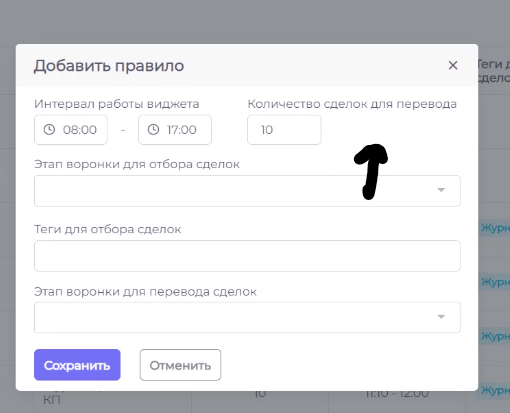 Теги д
Добавить правило
сдело
Интервал работы виджета
Количество сделок для перевода
08:00 - 17:00
10
Этап воронки для отбора сделок
Теги для отбора сделок
Журн
Журн
Этап воронки для перевода сделок
Журн
Сохранить
Отменить
Журн
КП
10
11:10 - 12:00